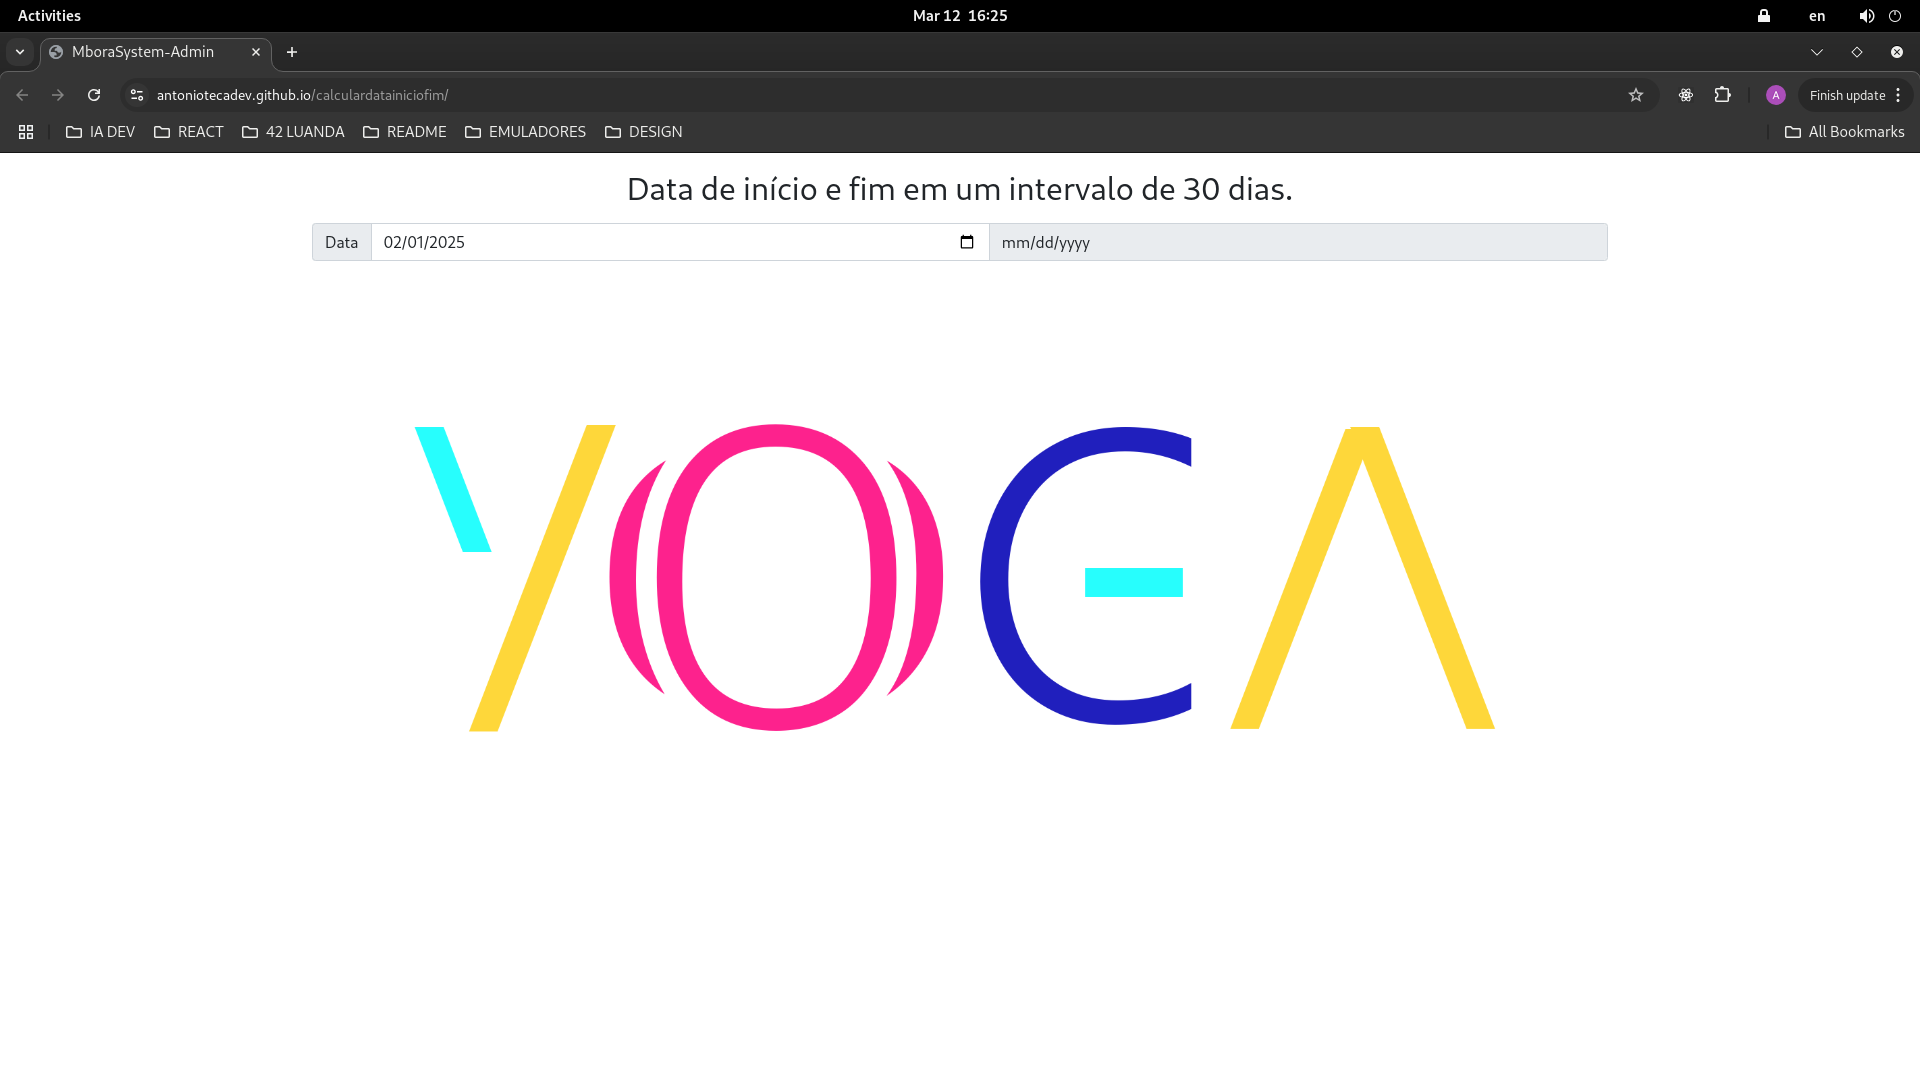 Activities
Mar 12 16:25
en
MboraSystem-Admin
antoniotecadev.github.io/calculardatainiciofim/
A
Finish update
IA DEV
REACT
42 LUANDA
README
EMULADORES
DESIGN
All Bookmarks
Data de início e fim em um intervalo de 30 dias.
Data
02/01/2025
mm/dd/yyyy
YOGA